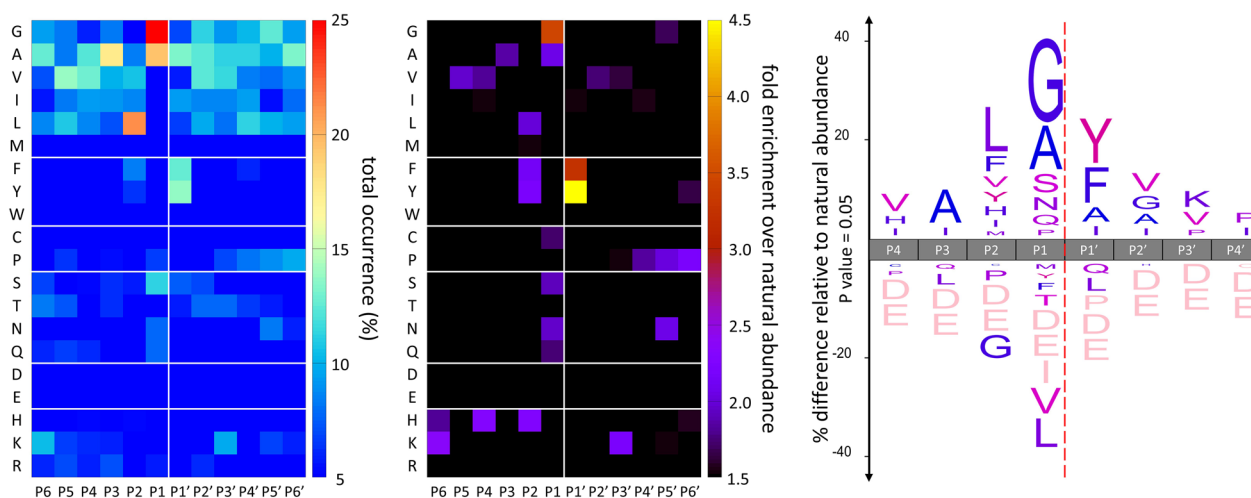 G
A
V
I
L
M
F
Y
W
C
P
S
T
N
Q
D
E
H
K
R
P6 P5 P4 P3 P2 P1 P1’ P2’ P3’ P4’ P5’ P6’
25
20
15
10
5
total occurrence (%)
G
A
V
I
L
M
F
Y
W
C
P
S
T
N
Q
D
E
H
K
R
P6 P5 P4 P3 P2 P1 P1’ P2’ P3’ P4’ P5’ P6’
4.5
4.0
3.5
3.0
2.5
2.0
1.5
fold enrichment over natural abundance
% difference relative to natural abundance
P value = 0.05
40
20
-20
-40
V
H
I
A
I
L
F
V
Y
H
I
M
G
A
S
N
Q
P
Y
F
A
I
V
G
A
I
K
V
P
I
P4 P3 P2 P1 P1’ P2’ P3’ P4’
P
D
E
Q
L
D
E
P
D
E
G
M
Y
F
T
D
E
I
V
L
Q
L
P
D
E
D
E
D
E
D
E